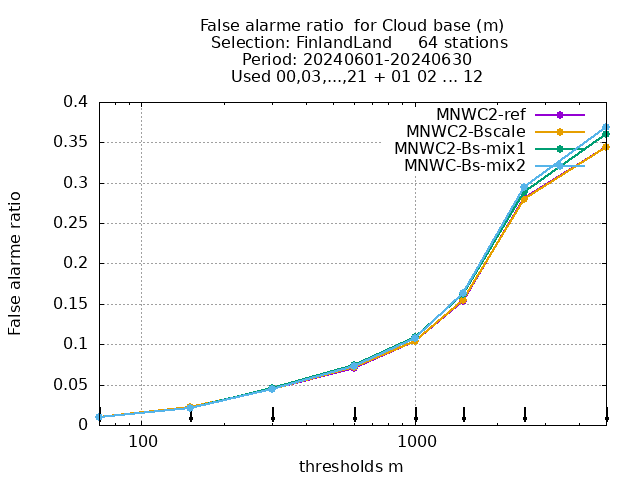 False alarme ratio  for Cloud base (m)
Selection: FinlandLand     64 stations
Period: 20240601-20240630
Used 00,03,...,21 + 01 02 ... 12
MNWC2-ref
MNWC2-Bscale
MNWC2-Bs-mix1
MNWC-Bs-mix2
False alarme ratio
0.4
0.35
0.3
0.25
0.2
0.15
0.1
0.05
0
100
1000
thresholds m